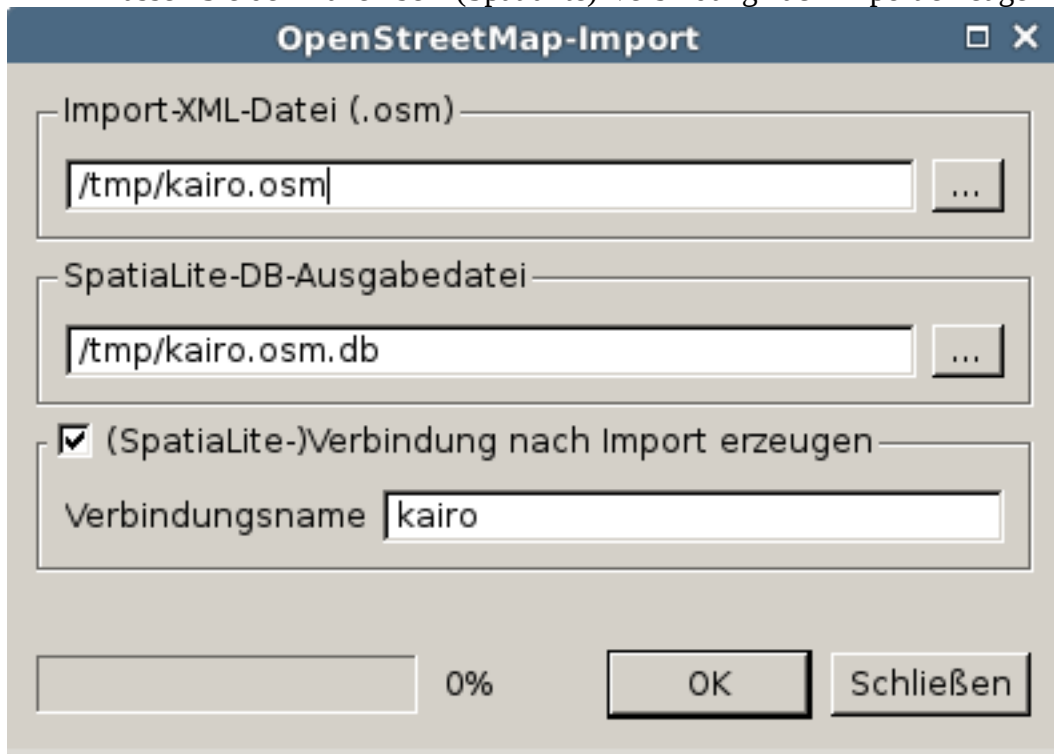 (SpatiaLite)
OpenStreetMap-Import
Import-XML-Datei (.osm)
/tmp/kairo.osm
...
SpatiaLite-DB-Ausgabedatei
/tmp/kairo.osm.db
...
(SpatiaLite-)Verbindung nach Import erzeugen
Verbindungsname kairo
0% OK Schließen